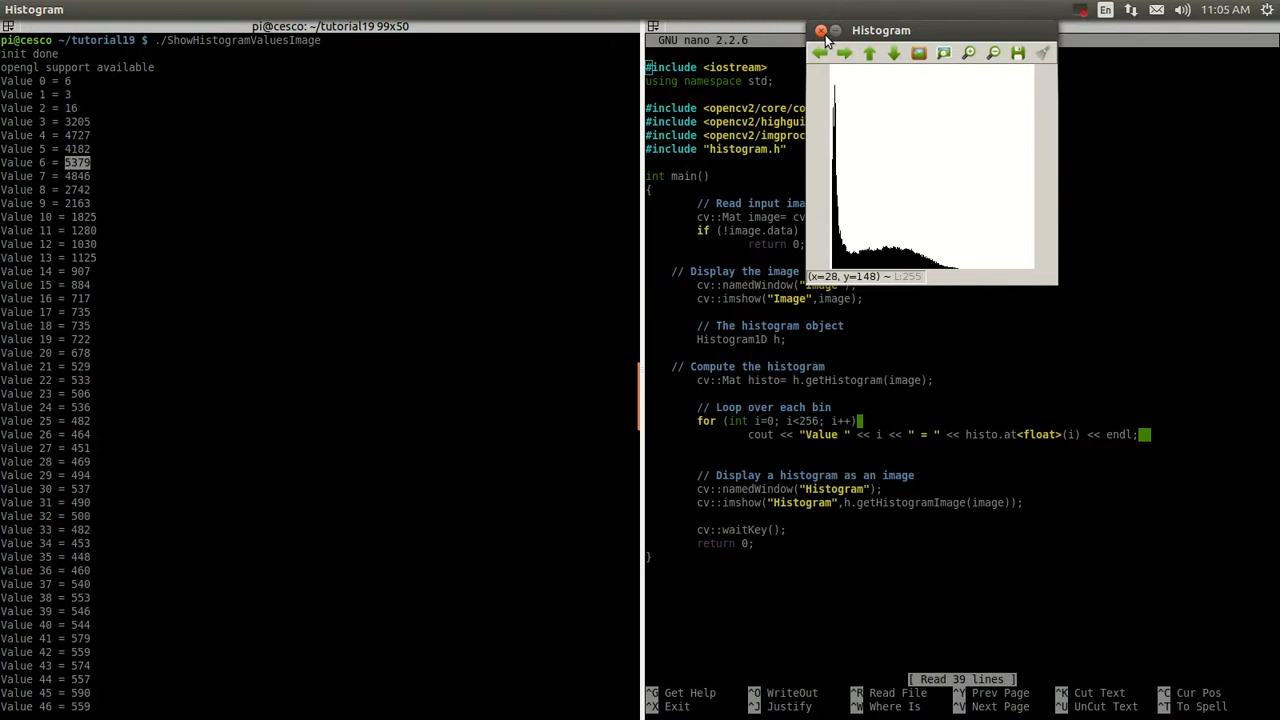 Histogram
En
11:05 AM
pi@cesco: ~/tutorial19 99x50
pi@cesco ~/tutorial19 $ ./ShowHistogramValuesImage
init done
opengl support available
Value 0 = 6
Value 1 = 3
Value 2 = 16
Value 3 = 3205
Value 4 = 4727
Value 5 = 4182
Value 6 = 5379
Value 7 = 4846
Value 8 = 2742
Value 9 = 2163
Value 10 = 1825
Value 11 = 1280
Value 12 = 1030
Value 13 = 1125
Value 14 = 907
Value 15 = 884
Value 16 = 717
Value 17 = 735
Value 18 = 735
Value 19 = 722
Value 20 = 678
Value 21 = 529
Value 22 = 533
Value 23 = 506
Value 24 = 536
Value 25 = 482
Value 26 = 464
Value 27 = 451
Value 28 = 469
Value 29 = 494
Value 30 = 537
Value 31 = 490
Value 32 = 500
Value 33 = 482
Value 34 = 453
Value 35 = 448
Value 36 = 460
Value 37 = 540
Value 38 = 553
Value 39 = 546
Value 40 = 544
Value 41 = 579
Value 42 = 559
Value 43 = 574
Value 44 = 557
Value 45 = 590
Value 46 = 559
GNU nano 2.2.6
#include <iostream>
using namespace std;
#include <opencv2/core/co
#include <opencv2/highgui
#include <opencv2/imgproc
#include "histogram.h"
int main()
{
// Read input ima
cv::Mat image= cv
if (!image.data)
return 0;
// Display the image
cv::namedWindow("Image");
cv::imshow("Image",image);
// The histogram object
Histogram1D h;
// Compute the histogram
cv::Mat histo= h.getHistogram(image);
// Loop over each bin
for (int i=0; i<256; i++)
cout << "Value " << i << " = " << histo.at<float>(i) << endl;
// Display a histogram as an image
cv::namedWindow("Histogram");
cv::imshow("Histogram",h.getHistogramImage(image));
cv::waitKey();
return 0;
}
[ Read 39 lines ]
^G Get Help ^O WriteOut ^R Read File ^Y Prev Page ^K Cut Text ^C Cur Pos
^X Exit ^J Justify ^W Where Is ^V Next Page ^U UnCut Text ^T To Spell
Histogram
(x=28, y=148) ~ L:255